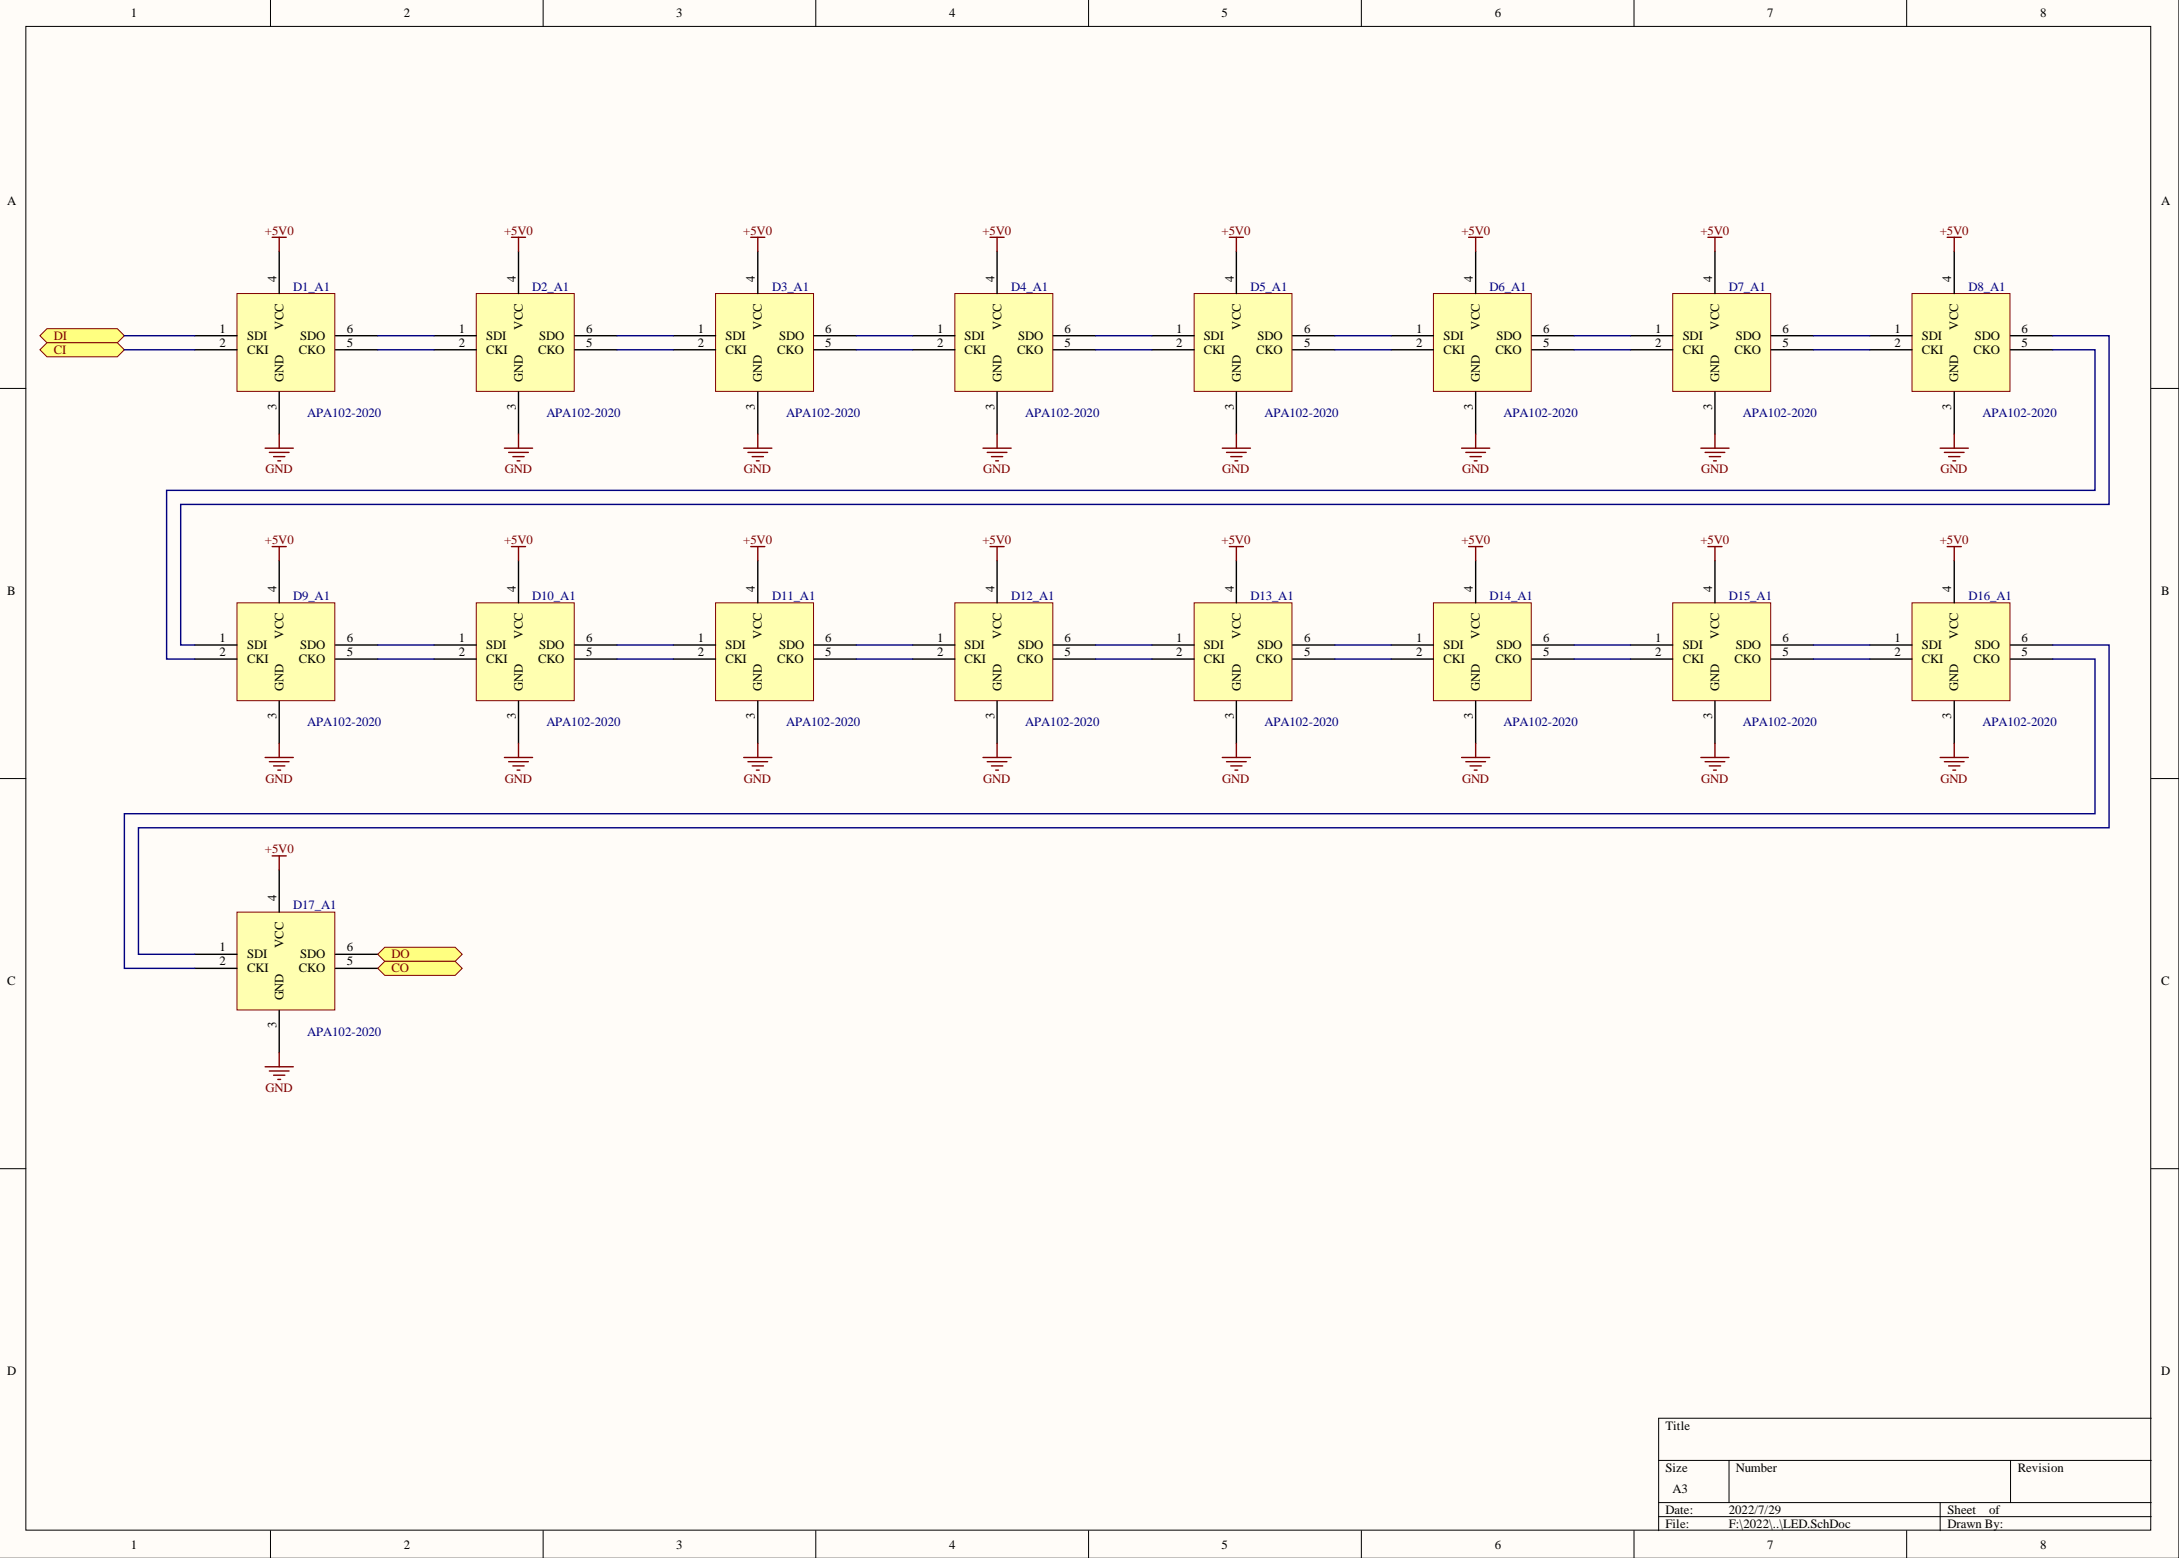 1 2 3 4 5 6 7 8
A A
+5V0 +5V0 +5V0 +5V0 +5V0 +5V0 +5V0 +5V0
4 4 4 4 4 4 4 4
D1_A1 D2_A1 D3_A1 D4_A1 D5_A1 D6_A1 D7_A1 D8_A1
VCC VCC VCC VCC VCC VCC VCC VCC
DI 1 SDI SDO 6 1 SDI SDO 6 1 SDI SDO 6 1 SDI SDO 6 1 SDI SDO 6 1 SDI SDO 6 1 SDI SDO 6 1 SDI SDO 6
CI 2 CKI CKO 5 2 CKI CKO 5 2 CKI CKO 5 2 CKI CKO 5 2 CKI CKO 5 2 CKI CKO 5 2 CKI CKO 5 2 CKI CKO 5
GND GND GND GND GND GND GND GND
3 APA102-2020 3 APA102-2020 3 APA102-2020 3 APA102-2020 3 APA102-2020 3 APA102-2020 3 APA102-2020 3 APA102-2020
GND GND GND GND GND GND GND GND
+5V0 +5V0 +5V0 +5V0 +5V0 +5V0 +5V0 +5V0
B 4 4 4 4 4 4 4 4 B
D9_A1 D10_A1 D11_A1 D12_A1 D13_A1 D14_A1 D15_A1 D16_A1
VCC VCC VCC VCC VCC VCC VCC VCC
1 SDI SDO 6 1 SDI SDO 6 1 SDI SDO 6 1 SDI SDO 6 1 SDI SDO 6 1 SDI SDO 6 1 SDI SDO 6 1 SDI SDO 6
2 CKI CKO 5 2 CKI CKO 5 2 CKI CKO 5 2 CKI CKO 5 2 CKI CKO 5 2 CKI CKO 5 2 CKI CKO 5 2 CKI CKO 5
GND GND GND GND GND GND GND GND
3 APA102-2020 3 APA102-2020 3 APA102-2020 3 APA102-2020 3 APA102-2020 3 APA102-2020 3 APA102-2020 3 APA102-2020
GND GND GND GND GND GND GND GND
+5V0
4
D17_A1
VCC
1 SDI SDO 6 DO
2 CKI CKO 5 CO
C GND C
3 APA102-2020
GND
D D
Title
Size Number Revision
A3
Date: 2022/7/29 Sheet of
File: F:\2022\..\LED.SchDoc Drawn By:
1 2 3 4 5 6 7 8